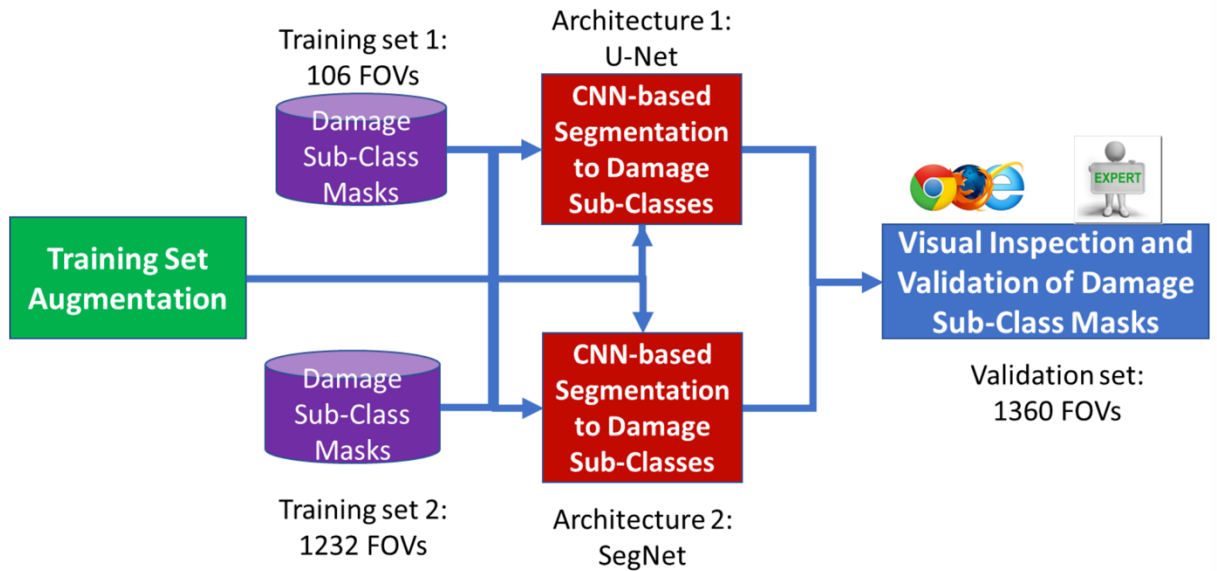 Training set 1:
106 FOVs
Damage
Sub-Class
Masks
Architecture 1:
U-Net
CNN-based
Segmentation
to Damage
Sub-Classes
Training Set
Augmentation
EXPERT
Visual Inspection and
Validation of Damage
Sub-Class Masks
Validation set:
1360 FOVs
Damage
Sub-Class
Masks
Training set 2:
1232 FOVs
CNN-based
Segmentation
to Damage
Sub-Classes
Architecture 2:
SegNet